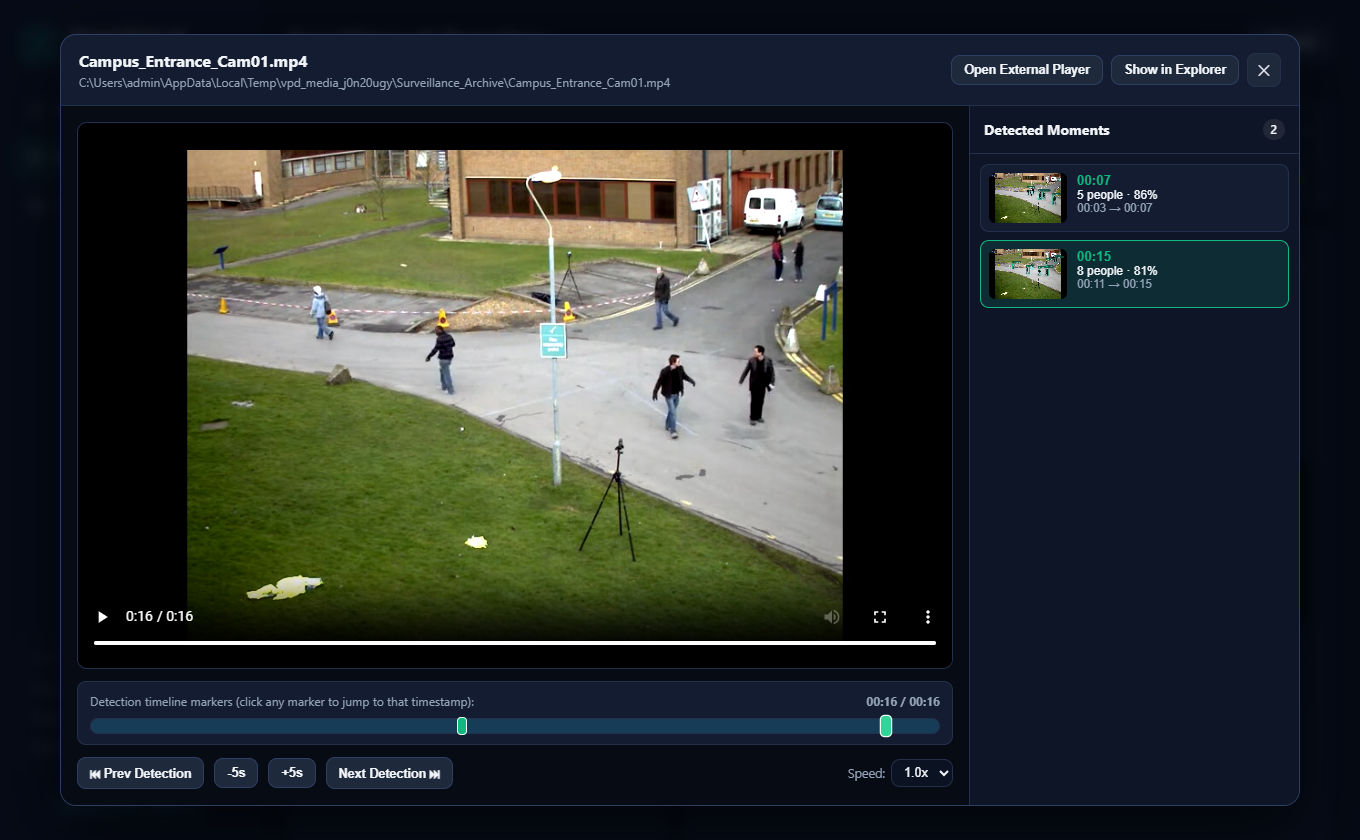 Campus_Entrance_Cam01.mp4
C:\Users\admin\AppData\Local\Temp\vpd_media_j0n20ugy\Surveillance_Archive\Campus_Entrance_Cam01.mp4
Open External Player
Show in Explorer
Detected Moments
2
00:07
5 people · 86%
00:03 → 00:07
00:15
8 people · 81%
00:11 → 00:15
0:16 / 0:16
Detection timeline markers (click any marker to jump to that timestamp):
00:16 / 00:16
⏮ Prev Detection
-5s
+5s
Next Detection ⏭
Speed:
1.0x